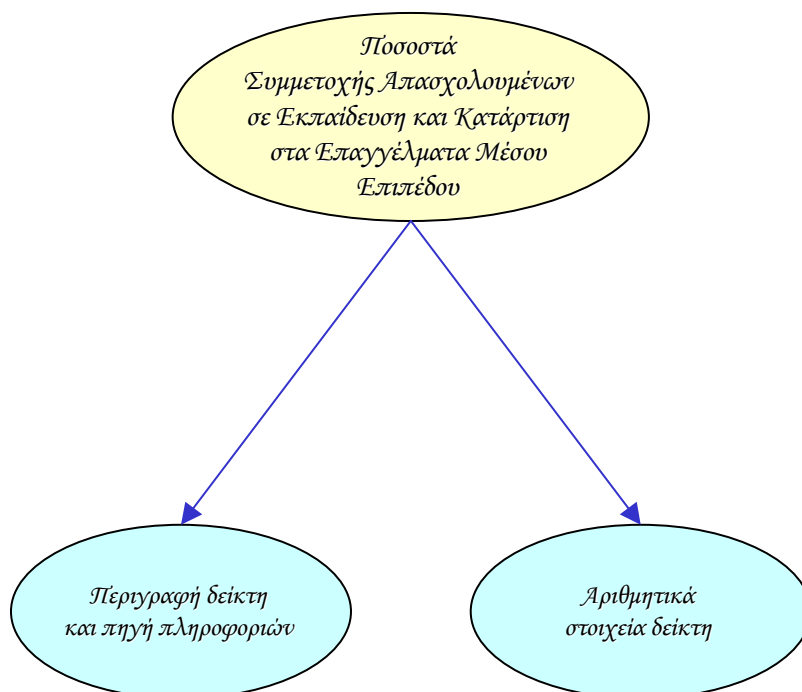 Ποσοστά
Συμμετοχής Απασχολουμένων
σε Εκπαίδευση και Κατάρτιση
στα Επαγγέλματα Μέσου
Επιπέδου
Περιγραφή δείκτη
και πηγή πληροφοριών
Αριθμητικά
στοιχεία δείκτη